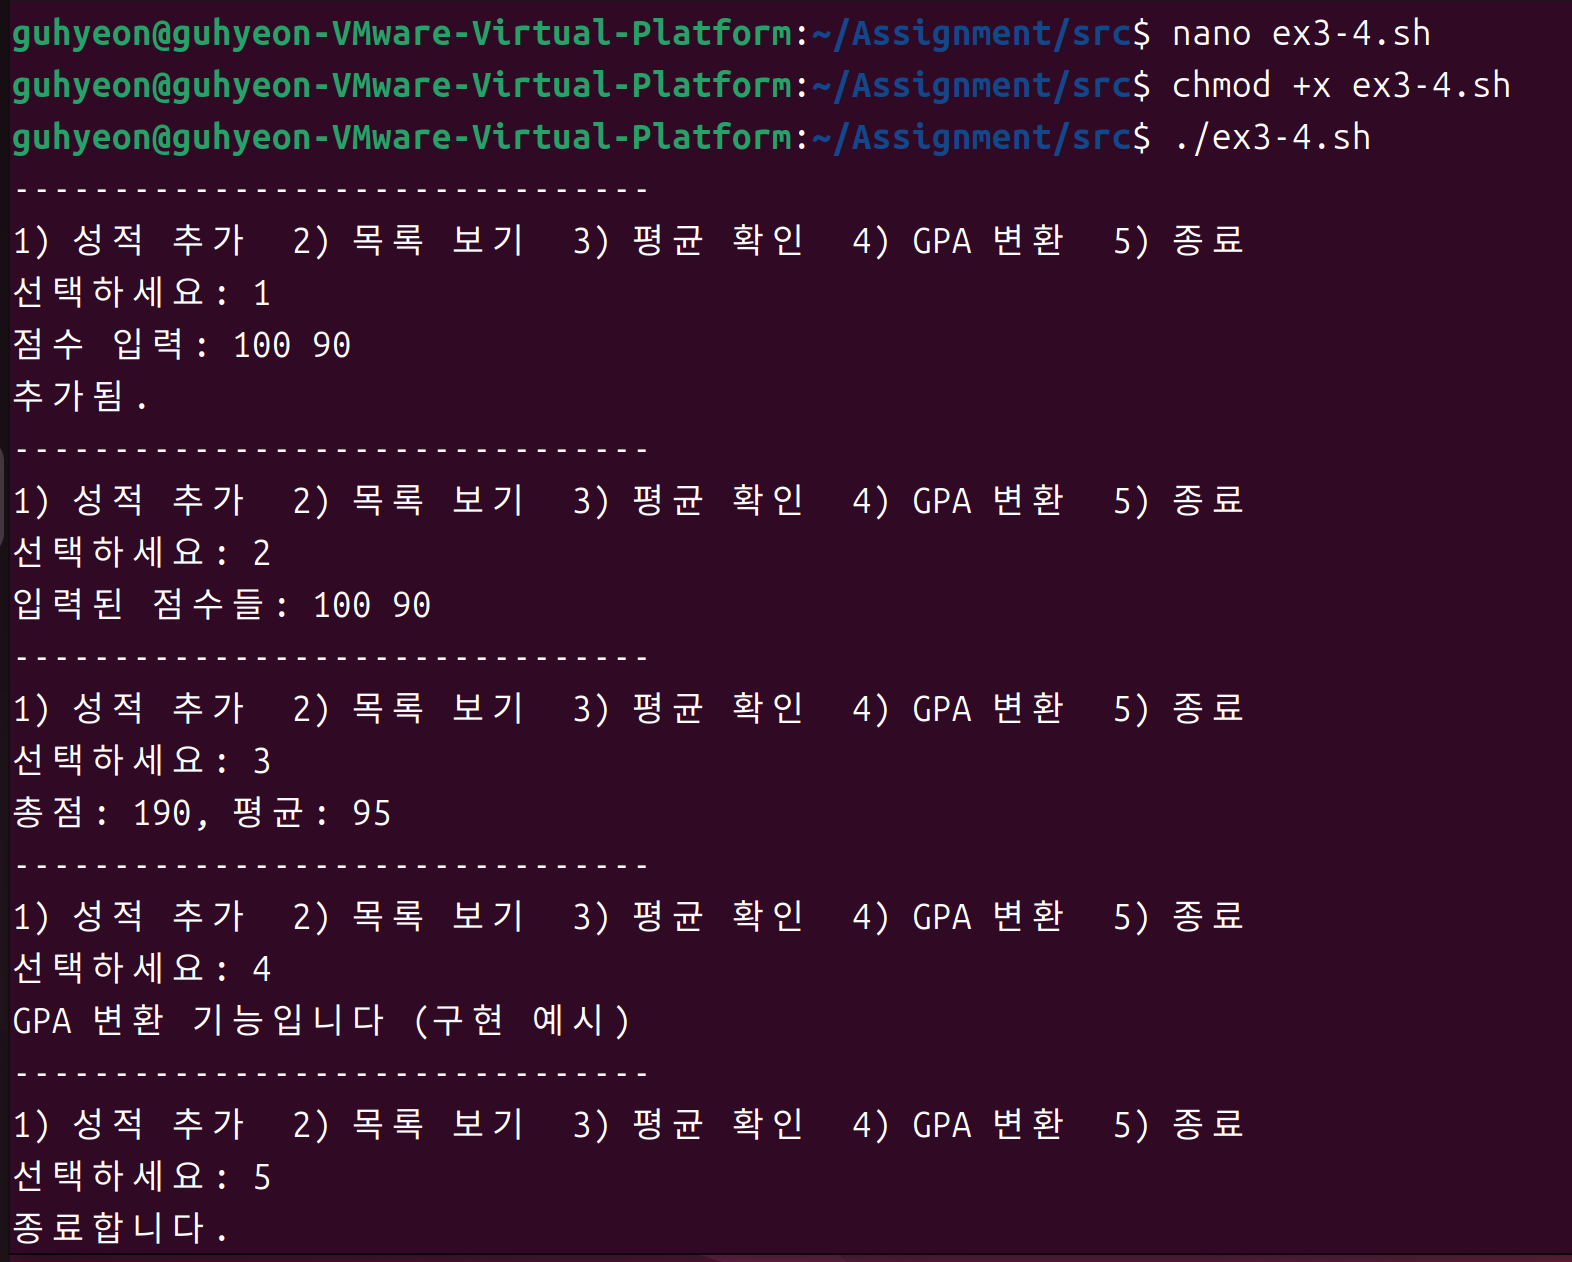 guhyeon@guhyeon-VMware-Virtual-Platform:~/Assignment/src$ nano ex3-4.sh
guhyeon@guhyeon-VMware-Virtual-Platform:~/Assignment/src$ chmod +x ex3-4.sh
guhyeon@guhyeon-VMware-Virtual-Platform:~/Assignment/src$ ./ex3-4.sh
--------------------------------
1) 성적 추가  2) 목록 보기  3) 평균 확인  4) GPA 변환  5) 종료
선택하세요: 1
점수 입력: 100 90
추가됨.
--------------------------------
1) 성적 추가  2) 목록 보기  3) 평균 확인  4) GPA 변환  5) 종료
선택하세요: 2
입력된 점수들: 100 90
--------------------------------
1) 성적 추가  2) 목록 보기  3) 평균 확인  4) GPA 변환  5) 종료
선택하세요: 3
총점: 190, 평균: 95
--------------------------------
1) 성적 추가  2) 목록 보기  3) 평균 확인  4) GPA 변환  5) 종료
선택하세요: 4
GPA 변환 기능입니다 (구현 예시)
--------------------------------
1) 성적 추가  2) 목록 보기  3) 평균 확인  4) GPA 변환  5) 종료
선택하세요: 5
종료합니다.